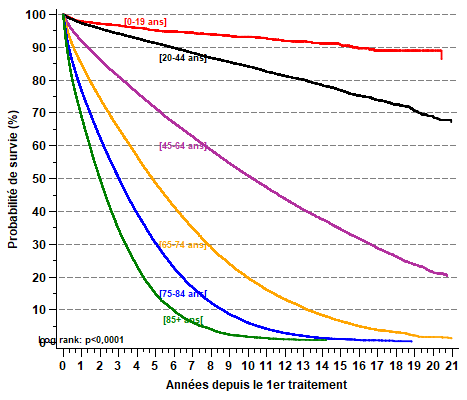 Probabilité de survie (%)
100
90
80
70
60
50
40
30
20
10
[0-19 ans]
[20-44 ans]
[45-64 ans[
[65-74 ans[
[75-84 ans[
[85+ ans[
Log rank: p<0,0001
0 1 2 3 4 5 6 7 8 9 10 11 12 13 14 15 16 17 18 19 20 21
Années depuis le 1er traitement